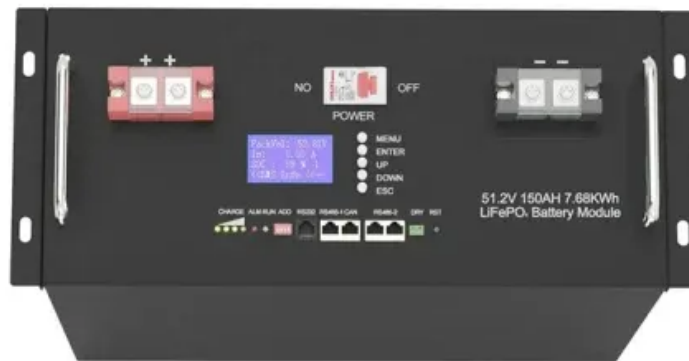 + +
− −
NO
OFF
POWER
MENU
ENTER
UP
DOWN
ESC
51.2V 150AH 7.68KWh
LiFePO₄ Battery Module
CHARGE ALM RUN ADD RS232 RS485-1 CAN RS485-2 DRY RST